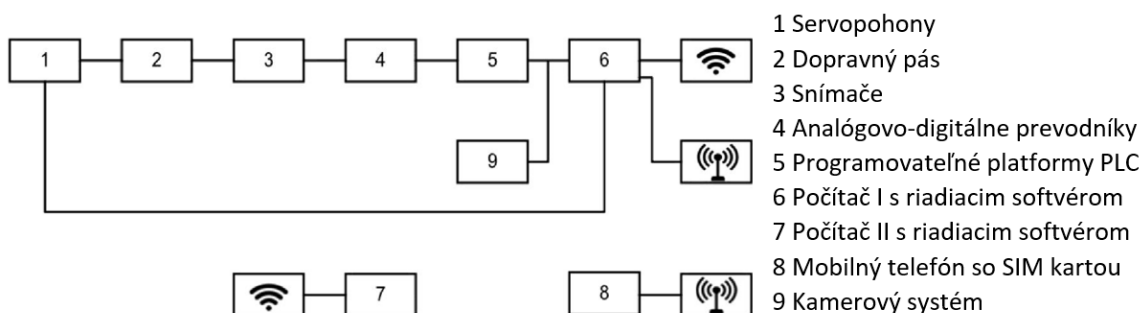 1 2 3 4 5 6
9
7 8
1 Servopohony
2 Dopravný pás
3 Snímače
4 Analógovo-digitálne prevodníky
5 Programovateľné platformy PLC
6 Počítač I s riadiacim softvérom
7 Počítač II s riadiacim softvérom
8 Mobilný telefón so SIM kartou
9 Kamerový systém